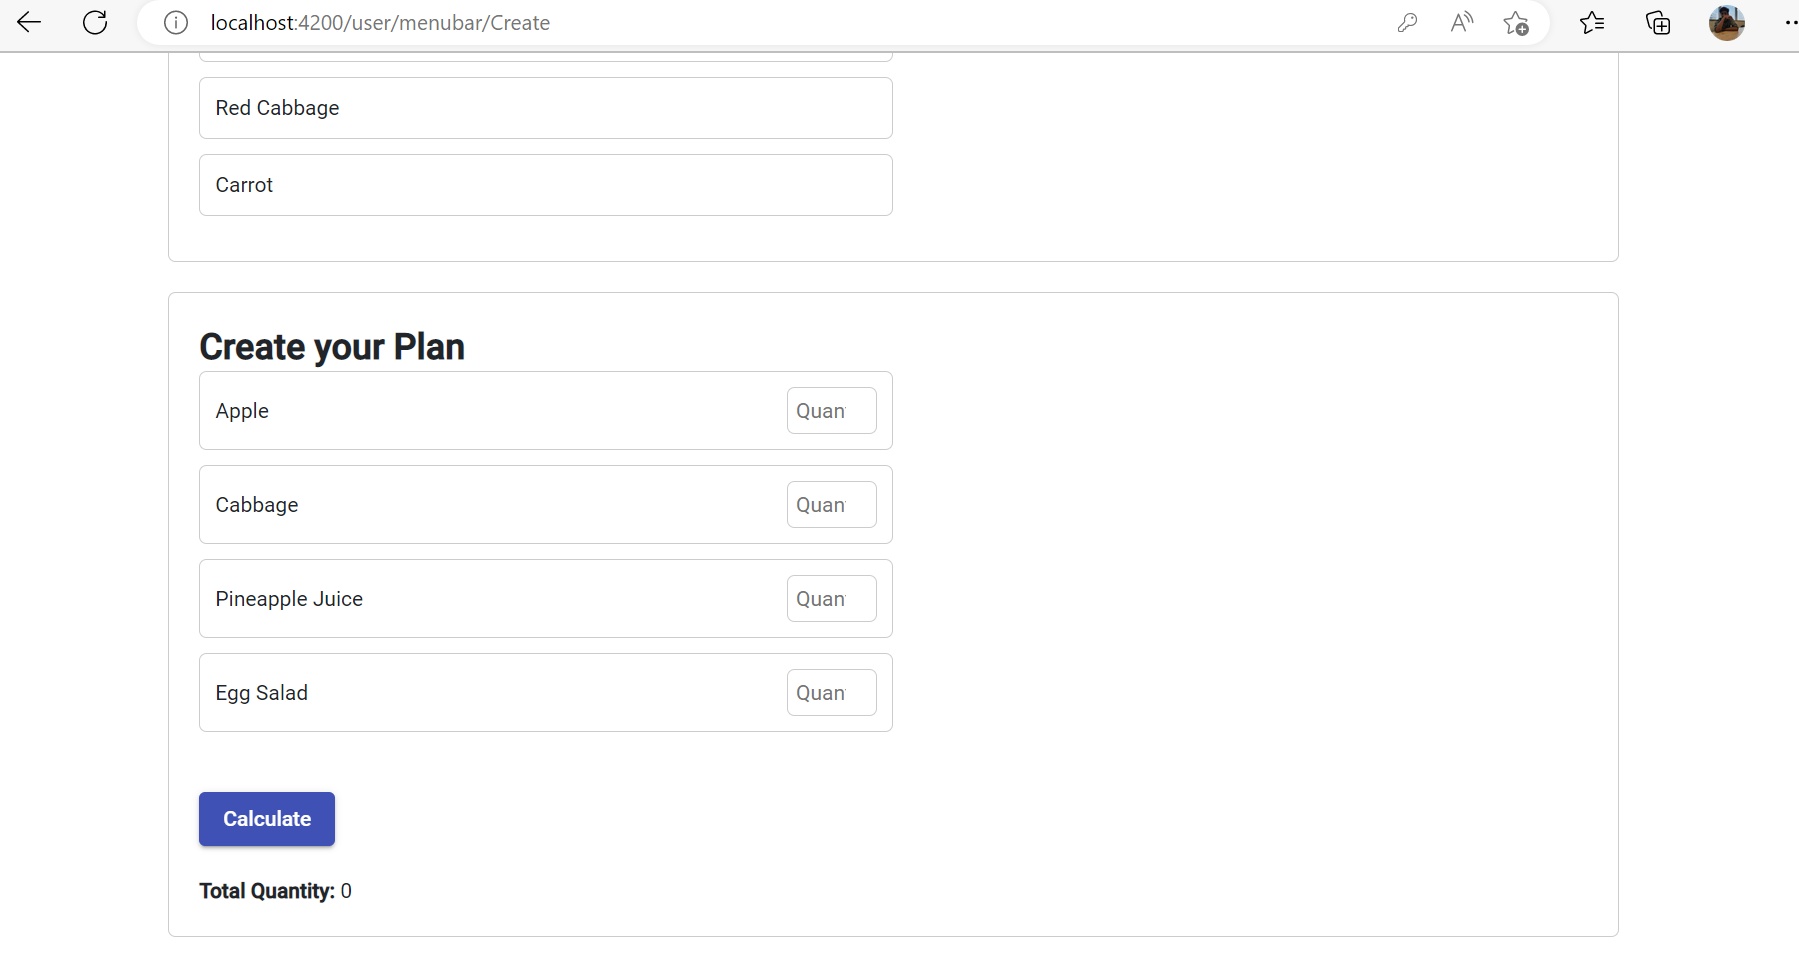 localhost:4200/user/menubar/Create
Red Cabbage
Carrot
Create your Plan
Apple
Quan
Cabbage
Quan
Pineapple Juice
Quan
Egg Salad
Quan
Calculate
Total Quantity: 0